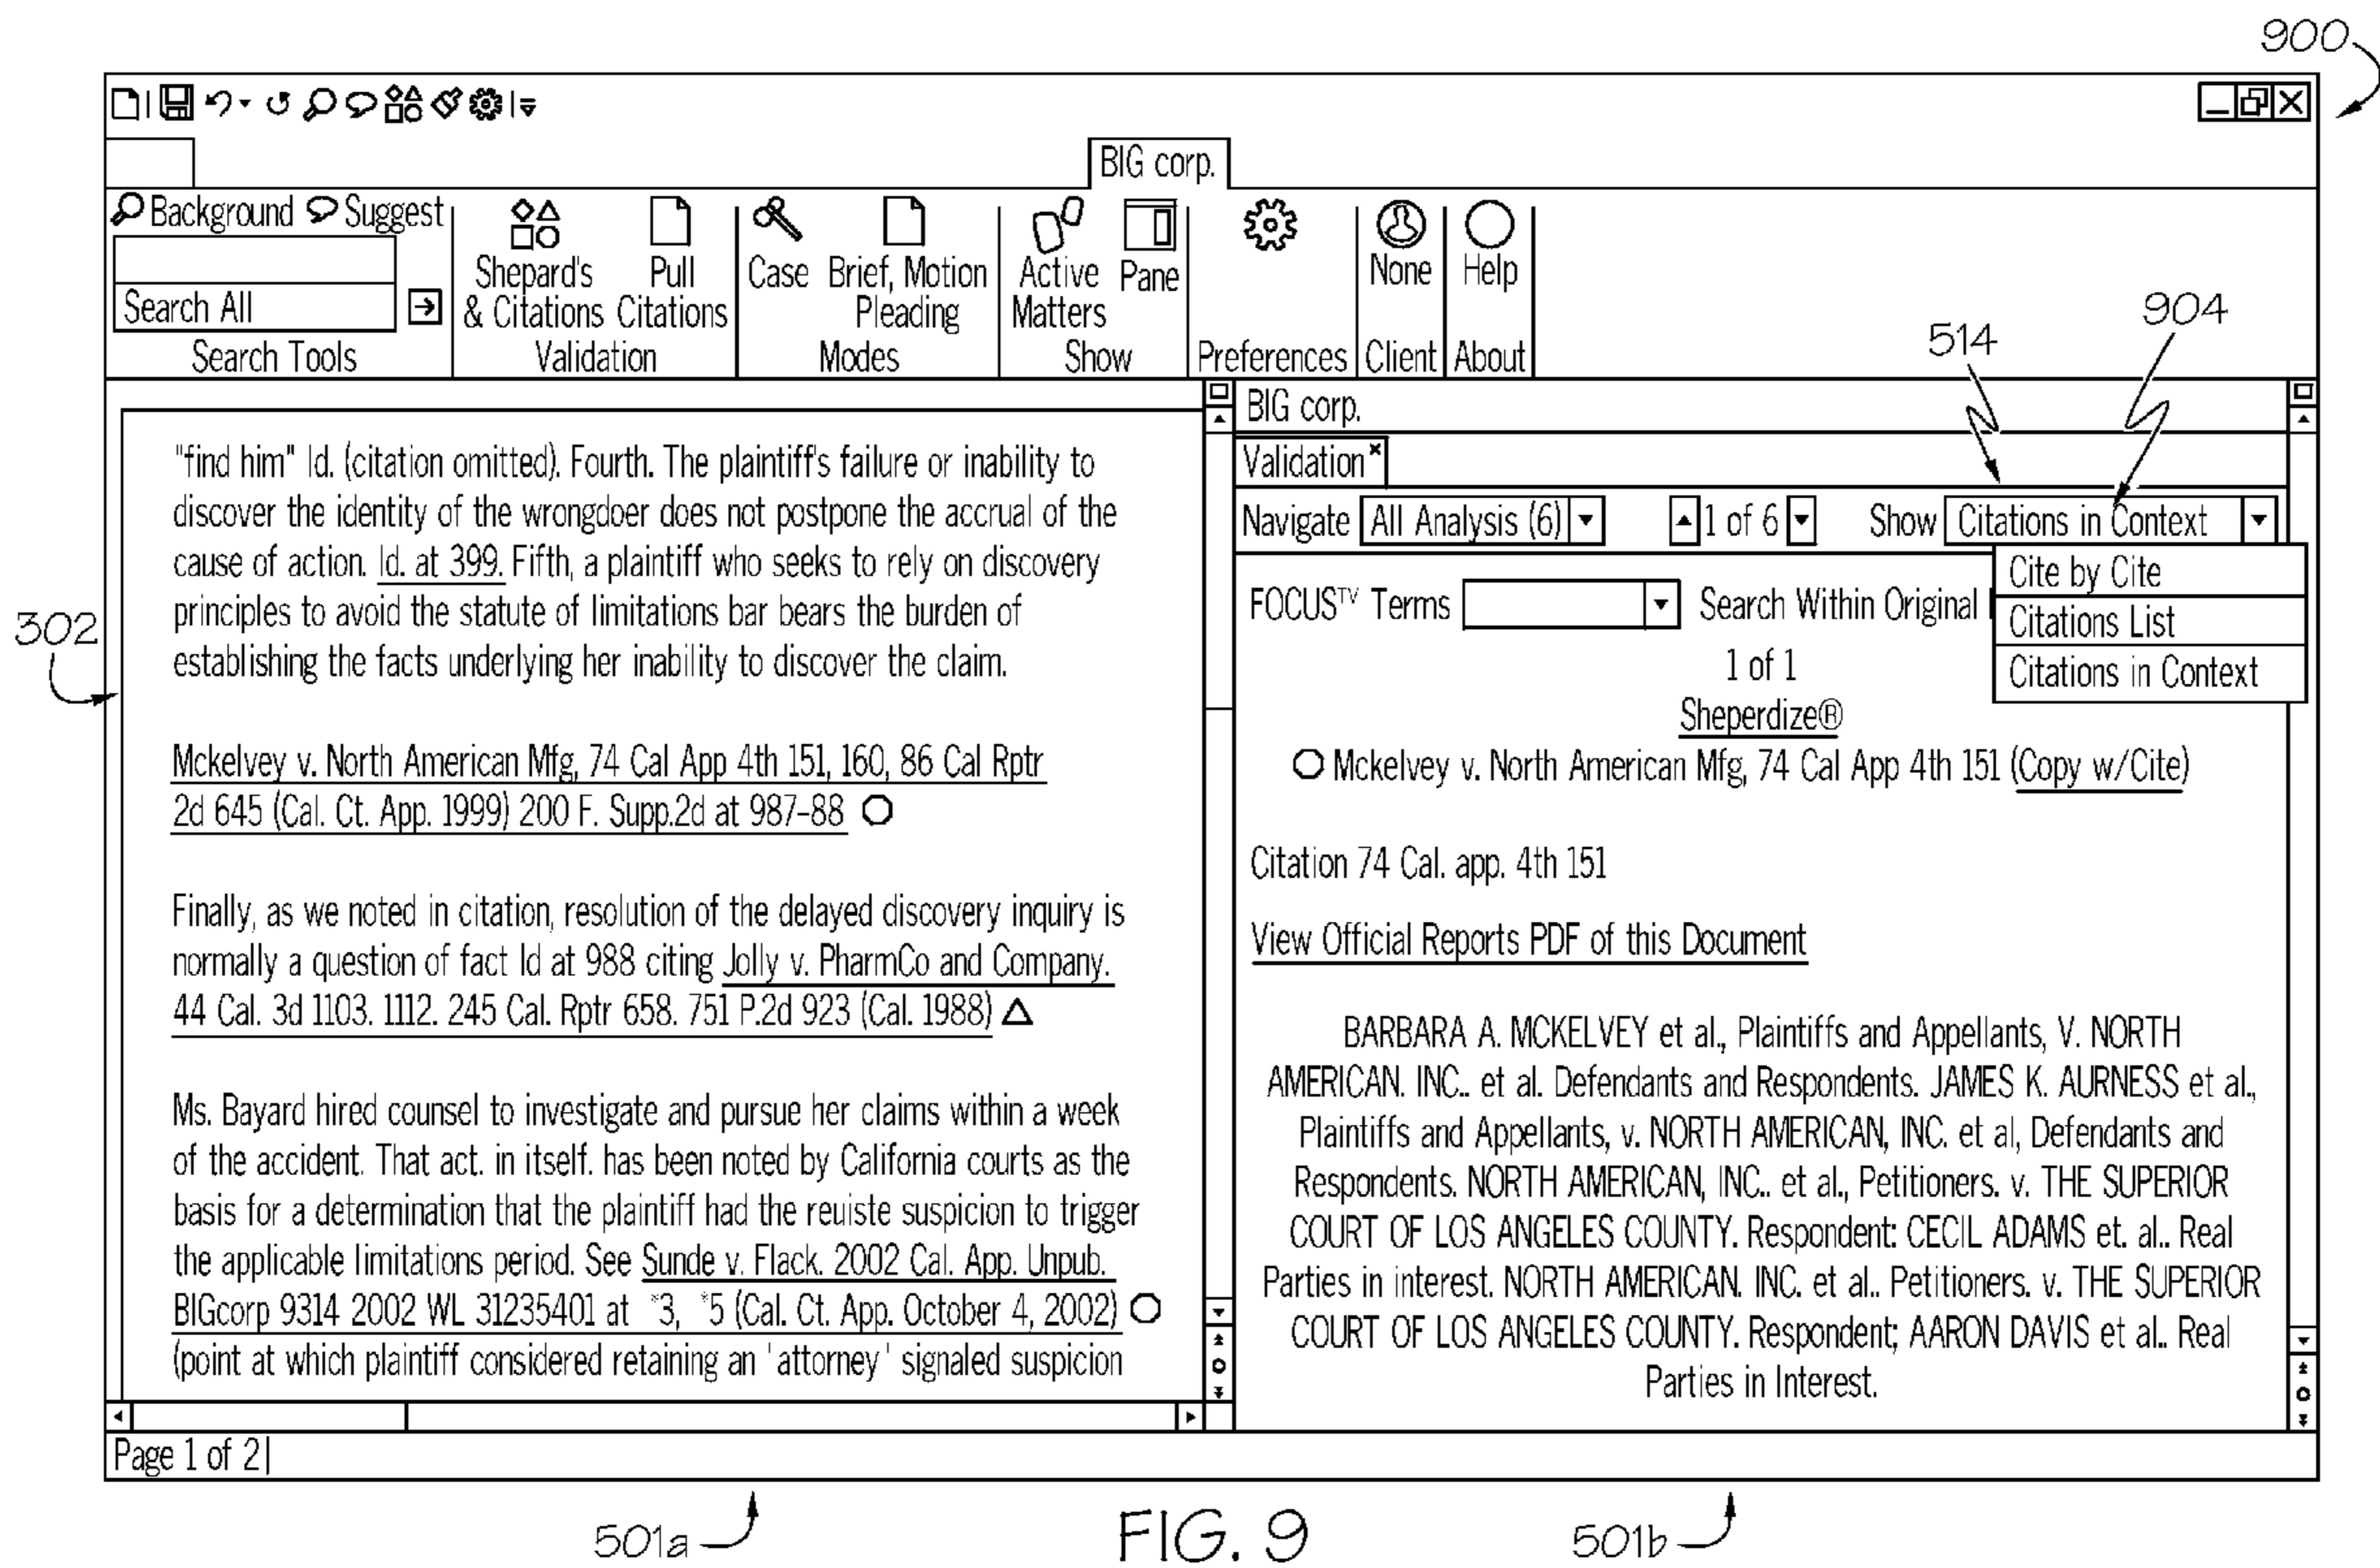 900
BIG corp.
Background Suggest
Search All
Search Tools
Shepard's
& Citations
Pull
Citations
Validation
Case
Brief, Motion
Pleading
Modes
Active
Matters
Pane
Show
Preferences
None
Client
Help
About
514
904
302
"find him" Id. (citation omitted). Fourth. The plaintiff's failure or inability to
discover the identity of the wrongdoer does not postpone the accrual of the
cause of action. Id. at 399. Fifth, a plaintiff who seeks to rely on discovery
principles to avoid the statute of limitations bar bears the burden of
establishing the facts underlying her inability to discover the claim.
Mckelvey v. North American Mfg, 74 Cal App 4th 151, 160, 86 Cal Rptr
2d 645 (Cal. Ct. App. 1999) 200 F. Supp.2d at 987-88
Finally, as we noted in citation, resolution of the delayed discovery inquiry is
normally a question of fact Id at 988 citing Jolly v. PharmCo and Company.
44 Cal. 3d 1103. 1112. 245 Cal. Rptr 658. 751 P.2d 923 (Cal. 1988)
Ms. Bayard hired counsel to investigate and pursue her claims within a week
of the accident. That act. in itself. has been noted by California courts as the
basis for a determination that the plaintiff had the reuiste suspicion to trigger
the applicable limitations period. See Sunde v. Flack. 2002 Cal. App. Unpub.
BIGcorp 9314 2002 WL 31235401 at *3, *5 (Cal. Ct. App. October 4, 2002)
(point at which plaintiff considered retaining an 'attorney' signaled suspicion
Page 1 of 2
BIG corp.
Validation x
Navigate All Analysis (6) 1 of 6 Show Citations in Context
Cite by Cite
Citations List
Citations in Context
FOCUS™ Terms Search Within Original
1 of 1
Sheperdize®
Mckelvey v. North American Mfg, 74 Cal App 4th 151 (Copy w/Cite)
Citation 74 Cal. app. 4th 151
View Official Reports PDF of this Document
BARBARA A. MCKELVEY et al., Plaintiffs and Appellants, V. NORTH
AMERICAN. INC.. et al. Defendants and Respondents. JAMES K. AURNESS et al.,
Plaintiffs and Appellants, v. NORTH AMERICAN, INC. et al, Defendants and
Respondents. NORTH AMERICAN, INC.. et al., Petitioners. v. THE SUPERIOR
COURT OF LOS ANGELES COUNTY. Respondent: CECIL ADAMS et. al.. Real
Parties in interest. NORTH AMERICAN. INC. et al.. Petitioners. v. THE SUPERIOR
COURT OF LOS ANGELES COUNTY. Respondent; AARON DAVIS et al.. Real
Parties in Interest.
501a
FIG. 9
501b